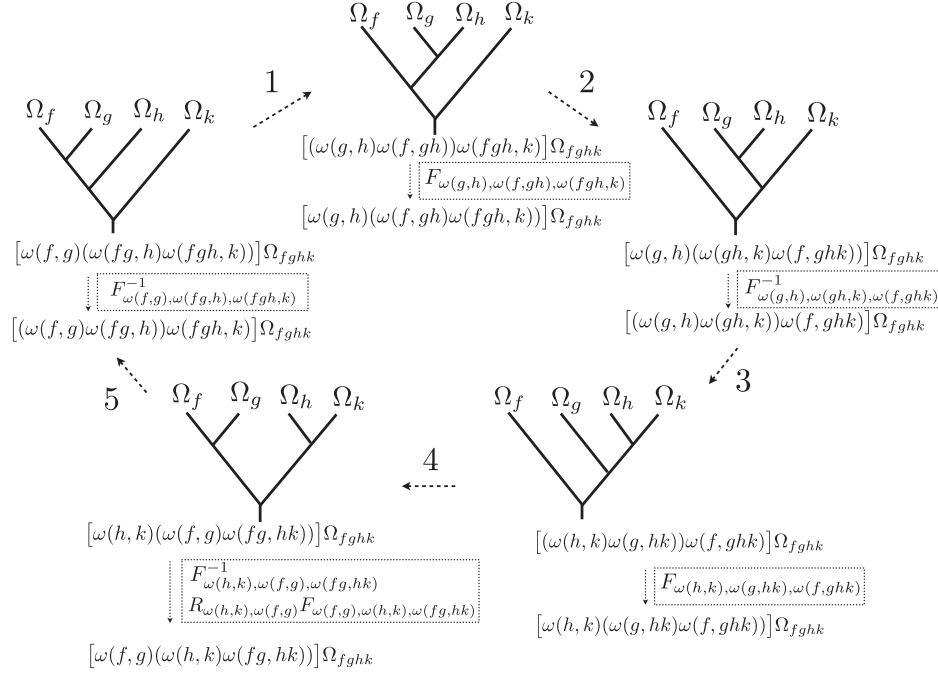 Ω_f Ω_g Ω_h Ω_k
[(ω(g, h)ω(f, gh))ω(fgh, k)]Ω_{fghk}
F_{ω(g,h),ω(f,gh),ω(fgh,k)}
[ω(g, h)(ω(f, gh)ω(fgh, k))]Ω_{fghk}
1
2
Ω_f Ω_g Ω_h Ω_k
[ω(f, g)(ω(fg, h)ω(fgh, k))]Ω_{fghk}
F^{-1}_{ω(f,g),ω(fg,h),ω(fgh,k)}
[(ω(f, g)ω(fg, h))ω(fgh, k)]Ω_{fghk}
Ω_f Ω_g Ω_h Ω_k
[ω(g, h)(ω(gh, k)ω(f, ghk))]Ω_{fghk}
F^{-1}_{ω(g,h),ω(gh,k),ω(f,ghk)}
[(ω(g, h)ω(gh, k))ω(f, ghk)]Ω_{fghk}
5
3
Ω_f Ω_g Ω_h Ω_k
[ω(h, k)(ω(f, g)ω(fg, hk))]Ω_{fghk}
F^{-1}_{ω(h,k),ω(f,g),ω(fg,hk)}
R_{ω(h,k),ω(f,g)}F_{ω(f,g),ω(h,k),ω(fg,hk)}
[ω(f, g)(ω(h, k)ω(fg, hk))]Ω_{fghk}
4
Ω_f Ω_g Ω_h Ω_k
[(ω(h, k)ω(g, hk))ω(f, ghk)]Ω_{fghk}
F_{ω(h,k),ω(g,hk),ω(f,ghk)}
[ω(h, k)(ω(g, hk)ω(f, ghk))]Ω_{fghk}